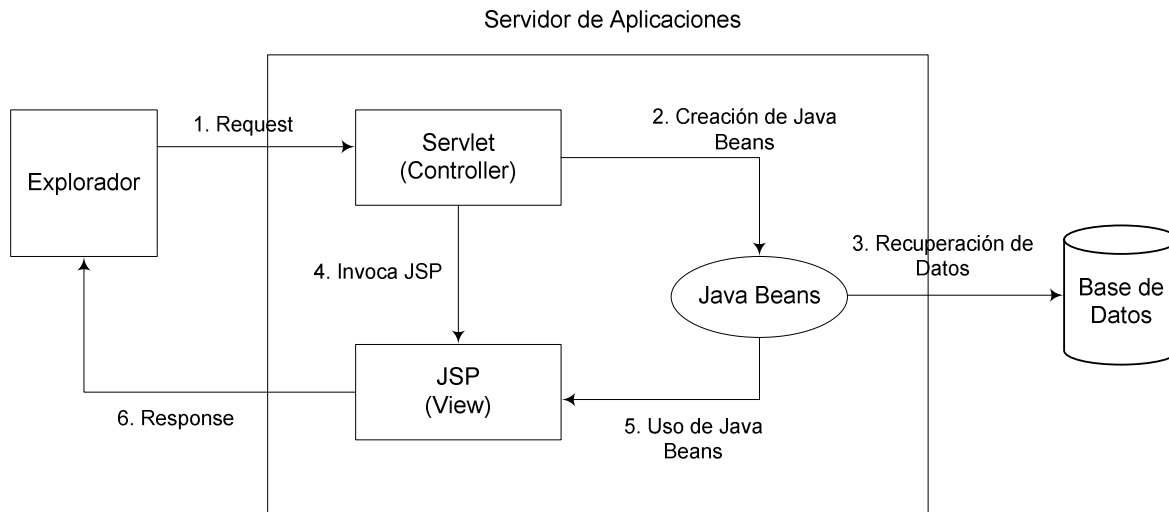 Servidor de Aplicaciones
1. Request
Explorador
Servlet
(Controller)
2. Creación de Java
Beans
3. Recuperación de
Datos
4. Invoca JSP
Java Beans
Base de
Datos
JSP
(View)
5. Uso de Java
Beans
6. Response